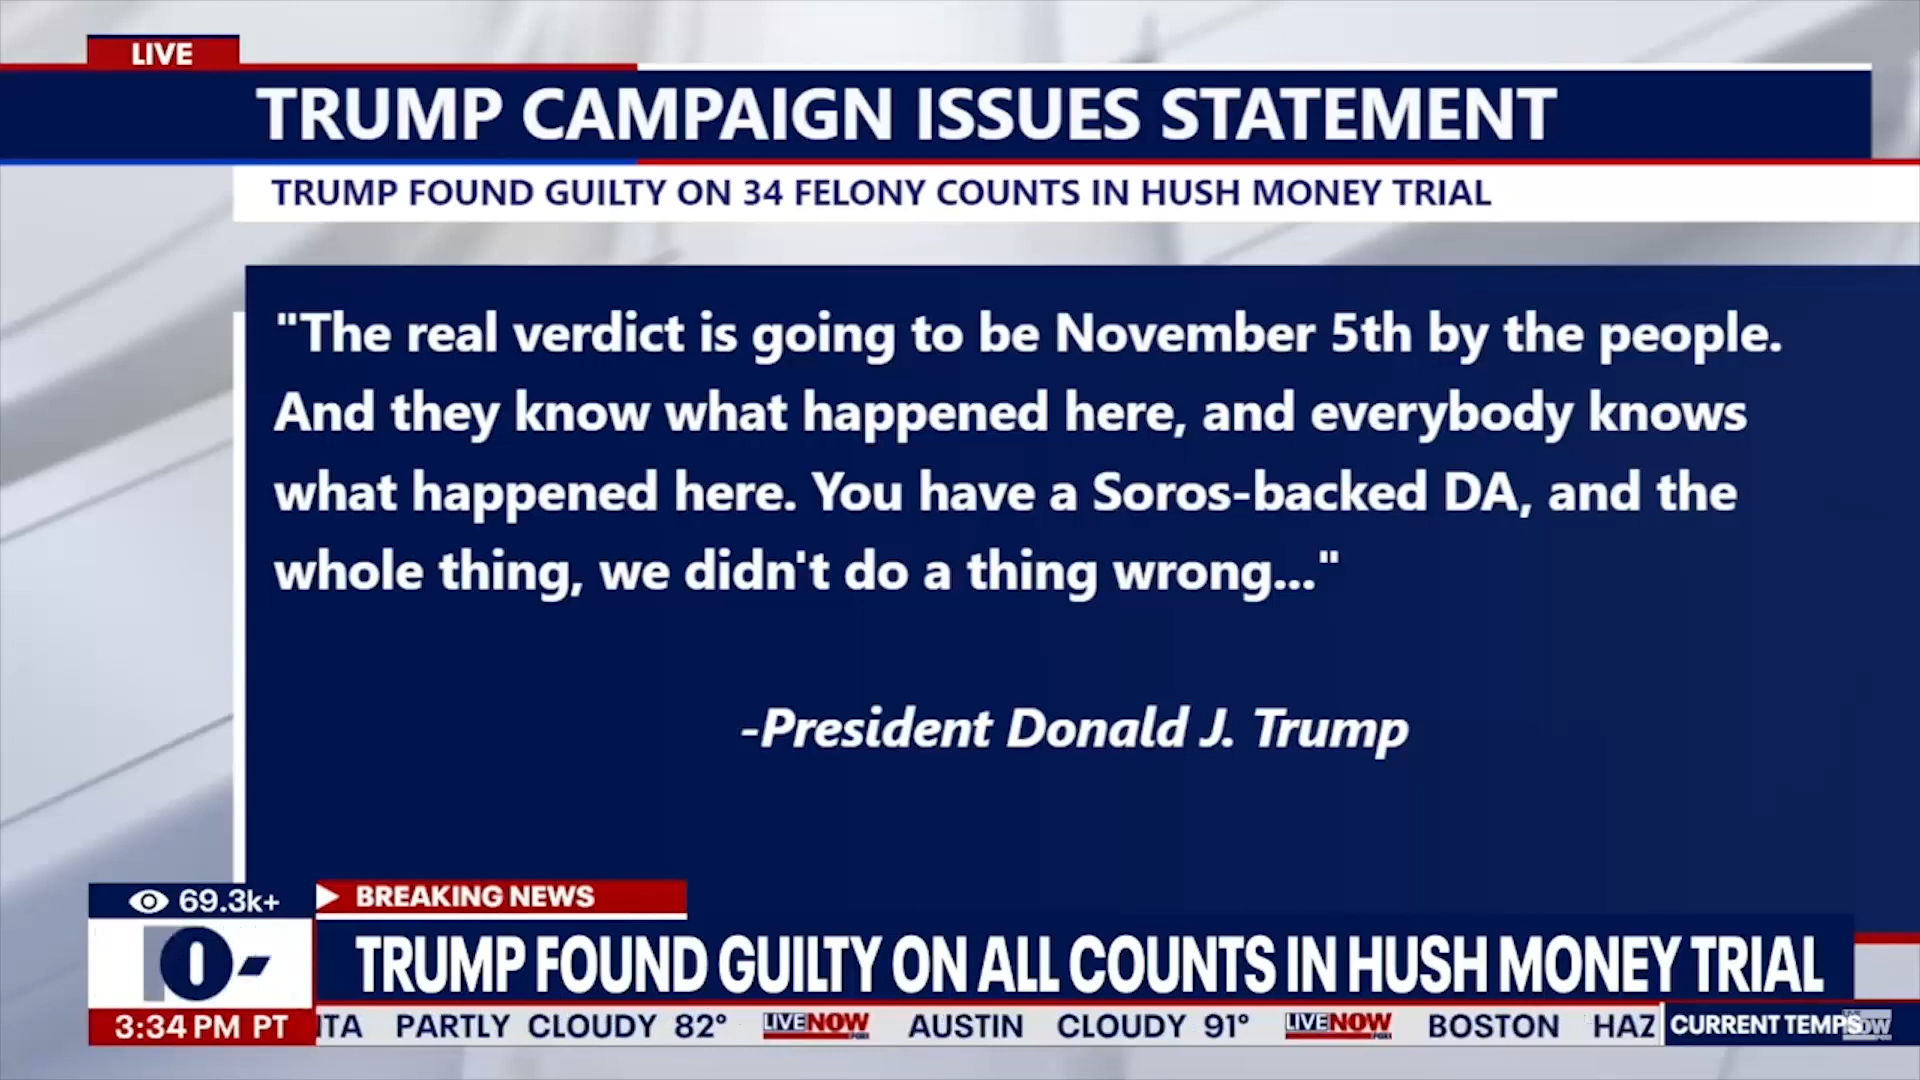 LIVE
TRUMP CAMPAIGN ISSUES STATEMENT
TRUMP FOUND GUILTY ON 34 FELONY COUNTS IN HUSH MONEY TRIAL
"The real verdict is going to be November 5th by the people.
And they know what happened here, and everybody knows
what happened here. You have a Soros-backed DA, and the
whole thing, we didn't do a thing wrong..."
-President Donald J. Trump
69.3k+
BREAKING NEWS
TRUMP FOUND GUILTY ON ALL COUNTS IN HUSH MONEY TRIAL
3:34 PM PT
NTA PARTLY CLOUDY 82° LIVENOW FOX AUSTIN CLOUDY 91° LIVENOW FOX BOSTON HAZ CURRENT TEMPS